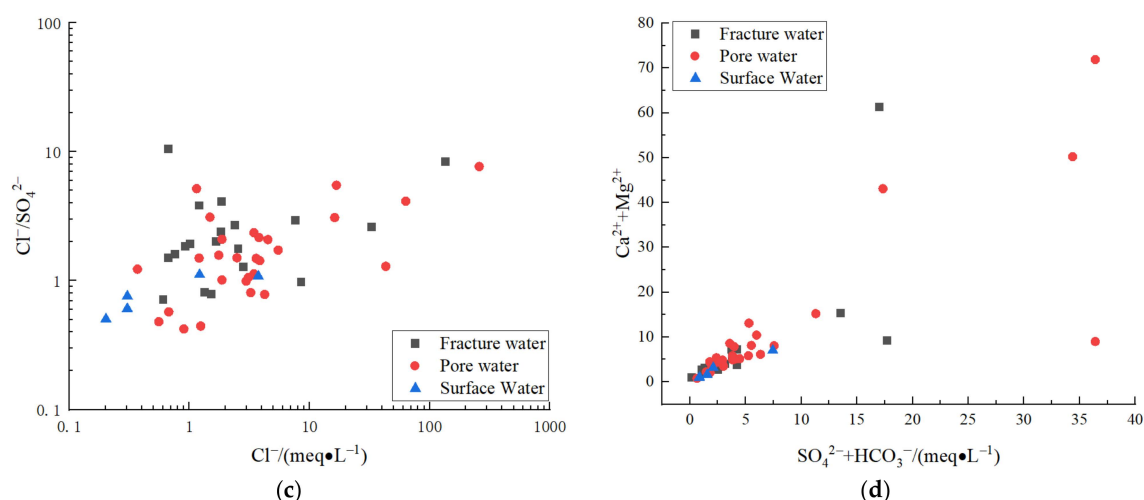 100
10
1
0.1
0.1
1
10
100
1000
Cl⁻/SO₄²⁻
Cl⁻/(meq•L⁻¹)
Fracture water
Pore water
Surface Water
(c)
80
70
60
50
40
30
20
10
0
0
5
10
15
20
25
30
35
40
Ca²⁺+Mg²⁺
SO₄²⁻+HCO₃⁻/(meq•L⁻¹)
Fracture water
Pore water
Surface Water
(d)